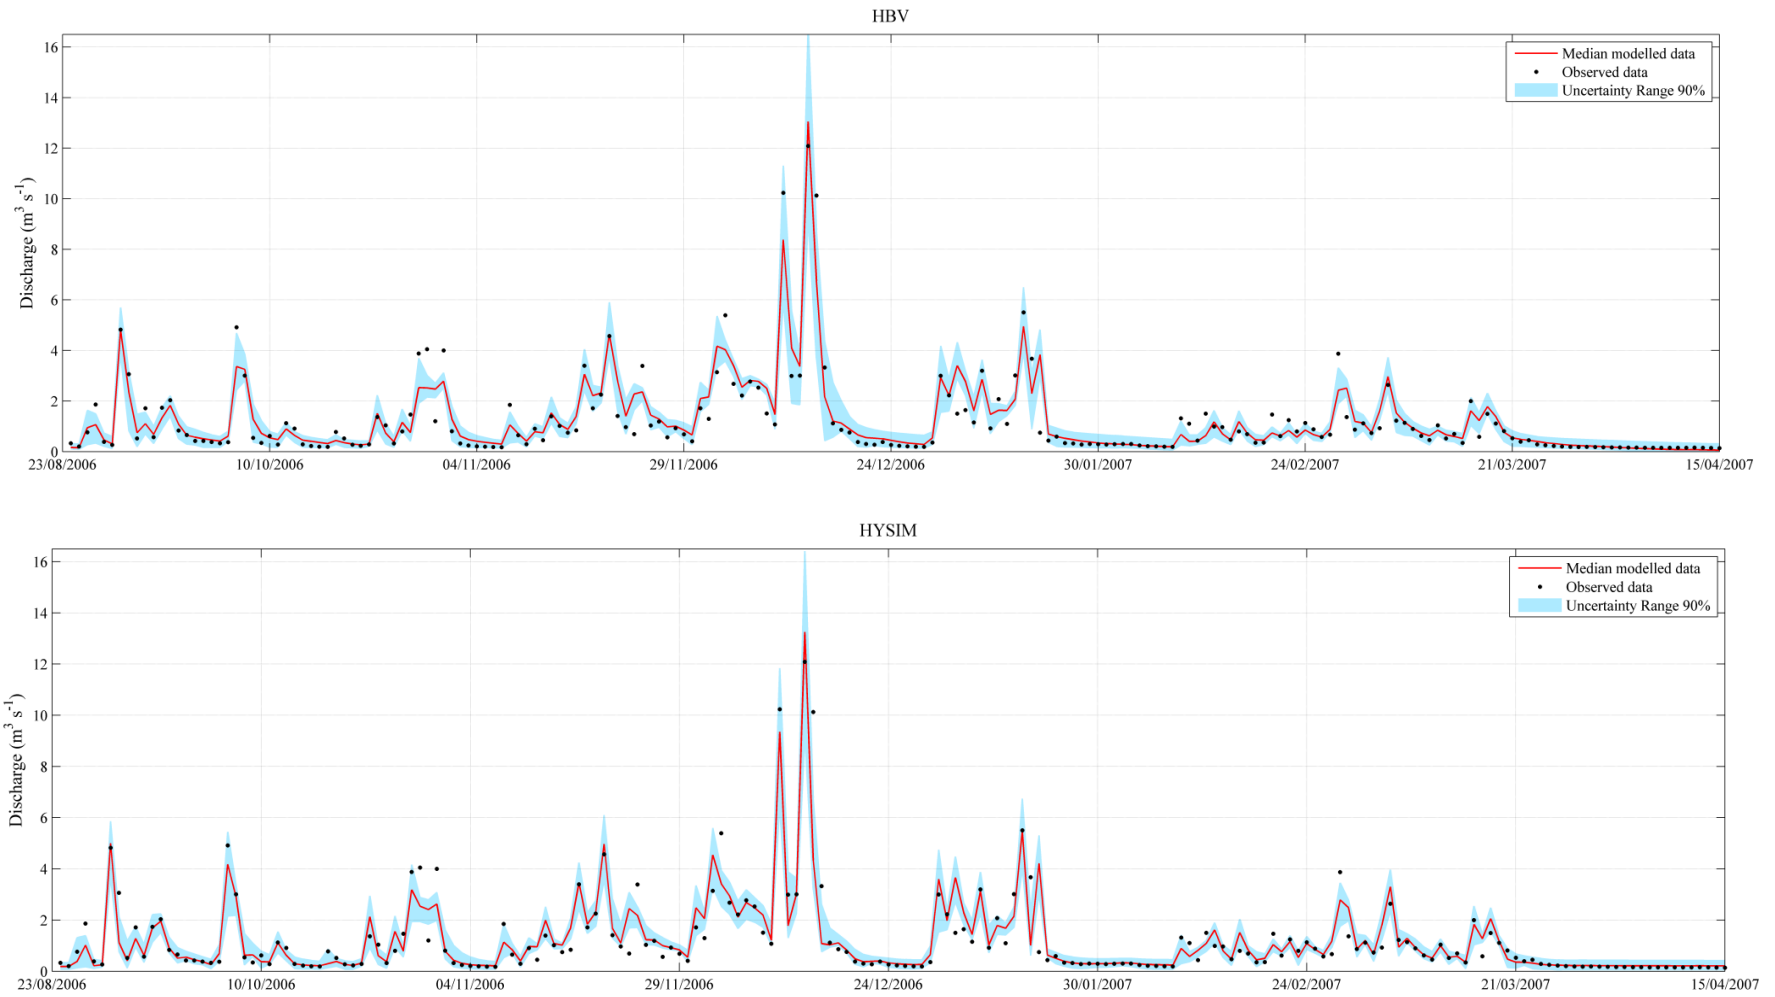 HBV
16
14
12
10
8
6
4
2
0
Discharge (m³ s⁻¹)
Median modelled data
Observed data
Uncertainty Range 90%
23/08/2006 10/10/2006 04/11/2006 29/11/2006 24/12/2006 30/01/2007 24/02/2007 21/03/2007 15/04/2007
HYSIM
16
14
12
10
8
6
4
2
0
Discharge (m³ s⁻¹)
Median modelled data
Observed data
Uncertainty Range 90%
23/08/2006 10/10/2006 04/11/2006 29/11/2006 24/12/2006 30/01/2007 24/02/2007 21/03/2007 15/04/2007